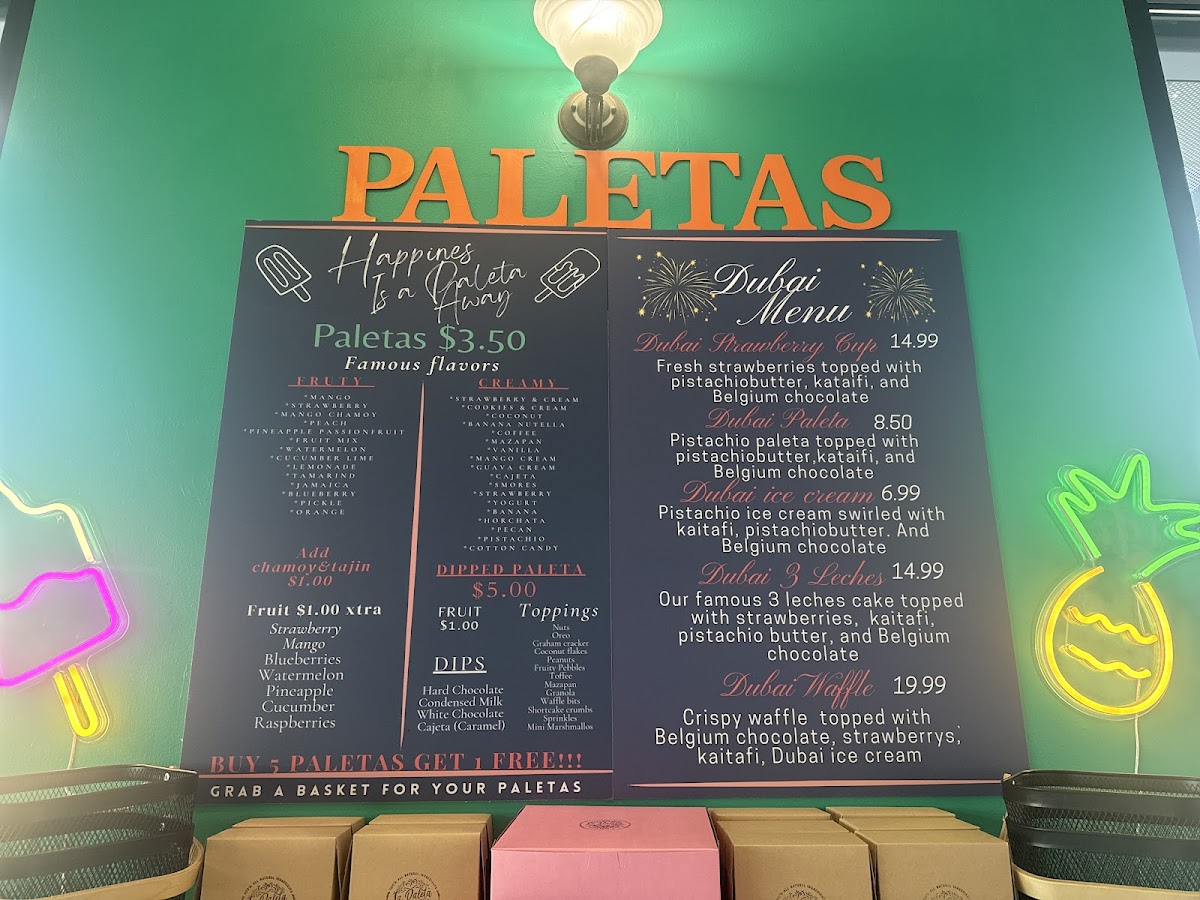 PALETAS
Happines
Is a Paleta
Away
Paletas $3.50
Famous flavors
FRUTY
*MANGO
*STRAWBERRY
*MANGO CHAMOY
*PEACH
*PINEAPPLE PASSIONFRUIT
*FRUIT MIX
*WATERMELON
*CUCUMBER LIME
*LEMONADE
*TAMARIND
*JAMAICA
*BLUEBERRY
*PICKLE
*ORANGE
Add
chamoy&tajin
$1.00
Fruit $1.00 xtra
Strawberry
Mango
Blueberries
Watermelon
Pineapple
Cucumber
Raspberries
CREAMY
*STRAWBERRY & CREAM
*COOKIES & CREAM
*COCONUT
*BANANA NUTELLA
*COFFEE
*MAZAPAN
*VANILLA
*MANGO CREAM
*GUAVA CREAM
*CAJETA
*SMORES
*STRAWBERRY
*YOGURT
*BANANA
*HORCHATA
*PECAN
*PISTACHIO
*COTTON CANDY
DIPPED PALETA
$5.00
FRUIT
$1.00
DIPS
Hard Chocolate
Condensed Milk
White Chocolate
Cajeta (Caramel)
Toppings
Nuts
Oreo
Graham cracker
Coconut flakes
Peanuts
Fruity Pebbles
Toffee
Mazapan
Granola
Waffle bits
Shortcake crumbs
Sprinkles
Mini Marshmallos
BUY 5 PALETAS GET 1 FREE!!!
GRAB A BASKET FOR YOUR PALETAS
Dubai
Menu
Dubai Strawberry Cup 14.99
Fresh strawberries topped with
pistachiobutter, kataifi, and
Belgium chocolate
Dubai Paleta 8.50
Pistachio paleta topped with
pistachiobutter,kataifi, and
Belgium chocolate
Dubai ice cream 6.99
Pistachio ice cream swirled with
kaitafi, pistachiobutter. And
Belgium chocolate
Dubai 3 Leches 14.99
Our famous 3 leches cake topped
with strawberries, kaitafi,
pistachio butter, and Belgium
chocolate
Dubai Waffle 19.99
Crispy waffle topped with
Belgium chocolate, strawberrys,
kaitafi, Dubai ice cream
La Paleta